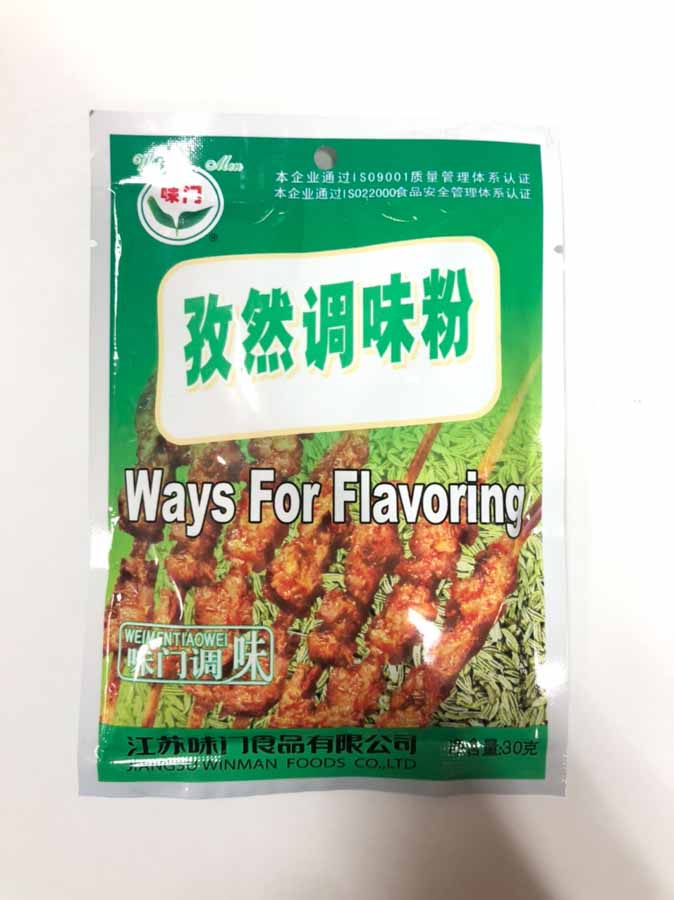 Men
味门
®
本企业通过ISO9001质量管理体系认证
本企业通过ISO22000食品安全管理体系认证
孜然调味粉
Ways For Flavoring
WEIMENTIAOWEI
味门调味
江苏味门食品有限公司
JIANGSU WINMAN FOODS CO.,LTD
净含量:30克